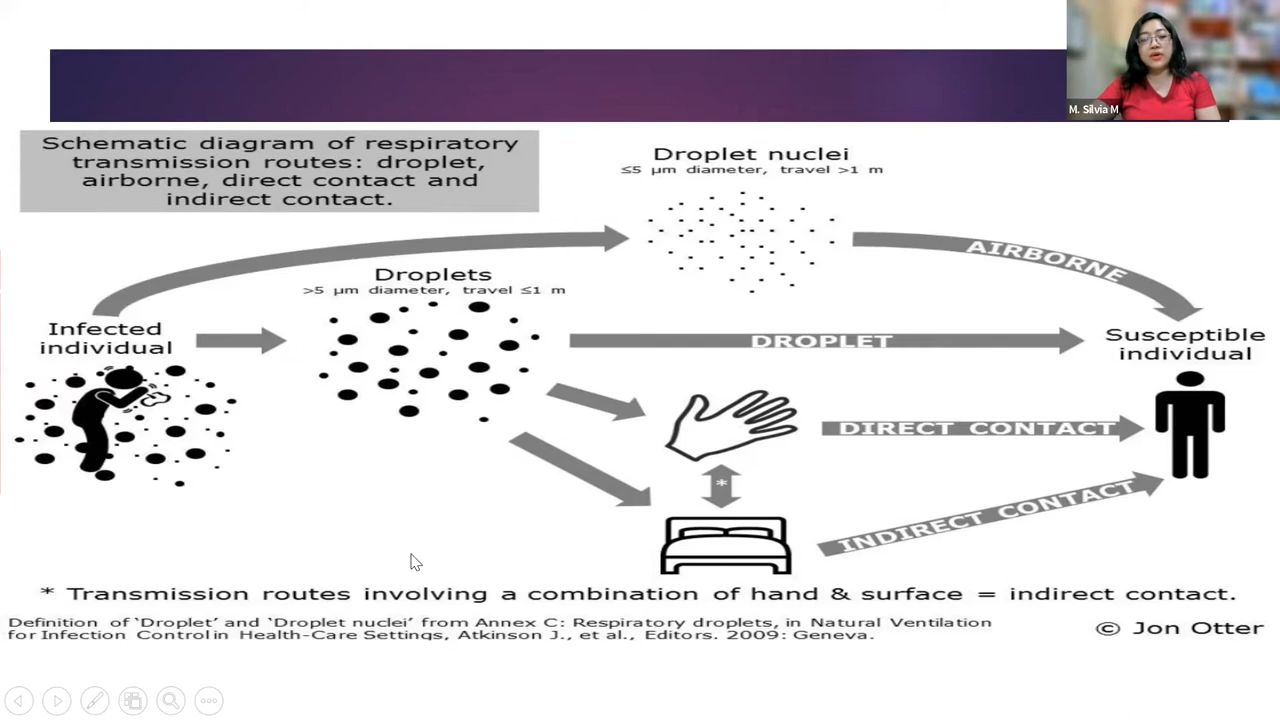 M. Silvia M
Schematic diagram of respiratory
transmission routes: droplet,
airborne, direct contact and
indirect contact.
Droplet nuclei
≤5 µm diameter, travel >1 m
AIRBORNE
Droplets
>5 µm diameter, travel ≤1 m
Infected
individual
DROPLET
Susceptible
individual
DIRECT CONTACT
*
INDIRECT CONTACT
* Transmission routes involving a combination of hand & surface = indirect contact.
Definition of 'Droplet' and 'Droplet nuclei' from Annex C: Respiratory droplets, in Natural Ventilation
for Infection Control in Health-Care Settings, Atkinson J., et al., Editors. 2009: Geneva.
© Jon Otter